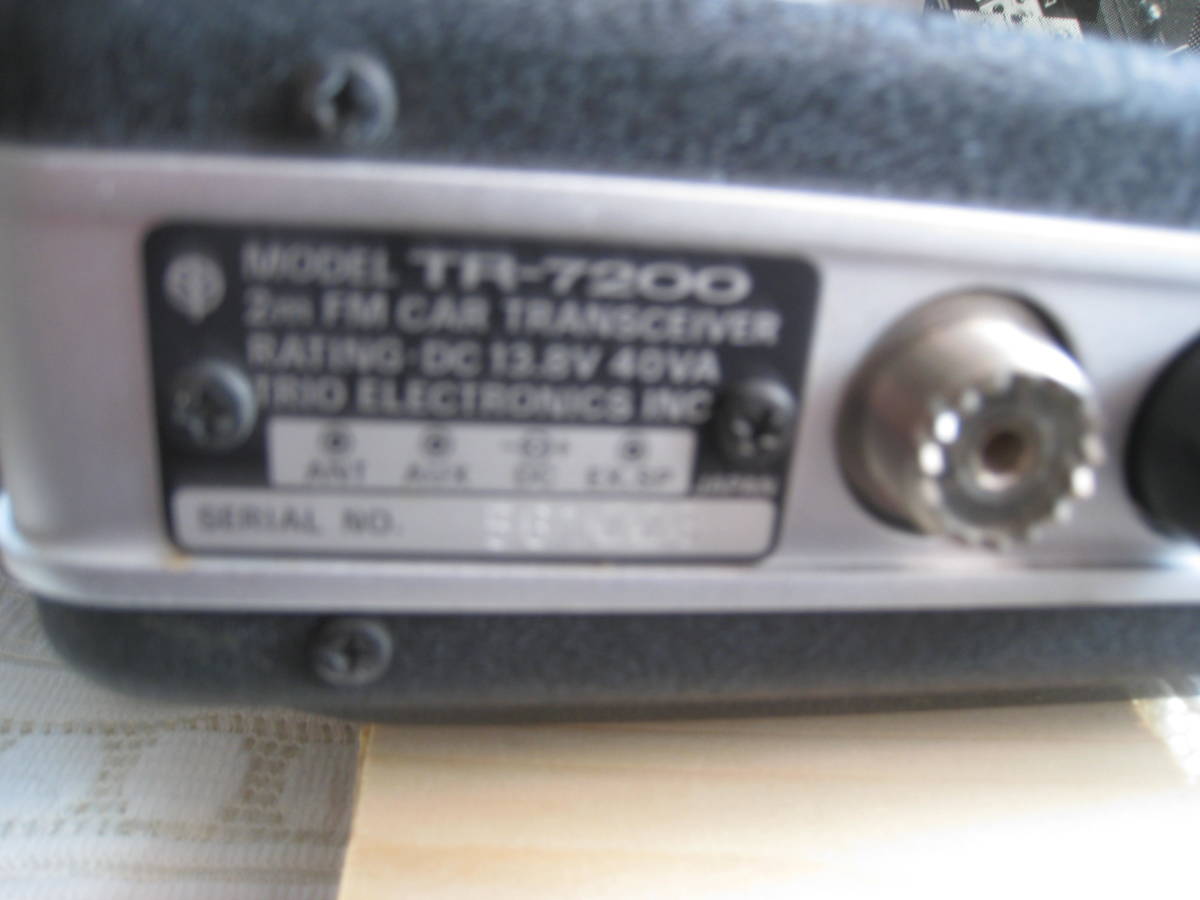 MODEL TR-7200
2m FM CAR TRANSCEIVER
RATING: DC 13.8V 40VA
TRIO ELECTRONICS INC
ANT AUX - DC + EX.SP
JAPAN
SERIAL NO.